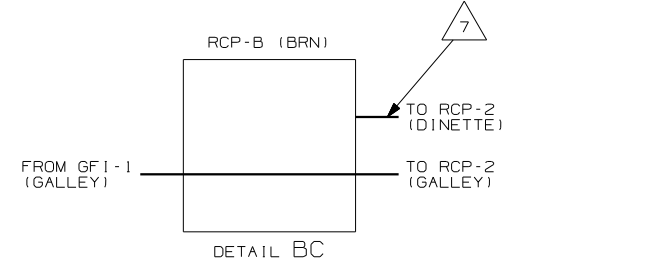 7
RCP-B (BRN)
TO RCP-2
(DINETTE)
FROM GFI-1
(GALLEY)
TO RCP-2
(GALLEY)
DETAIL BC